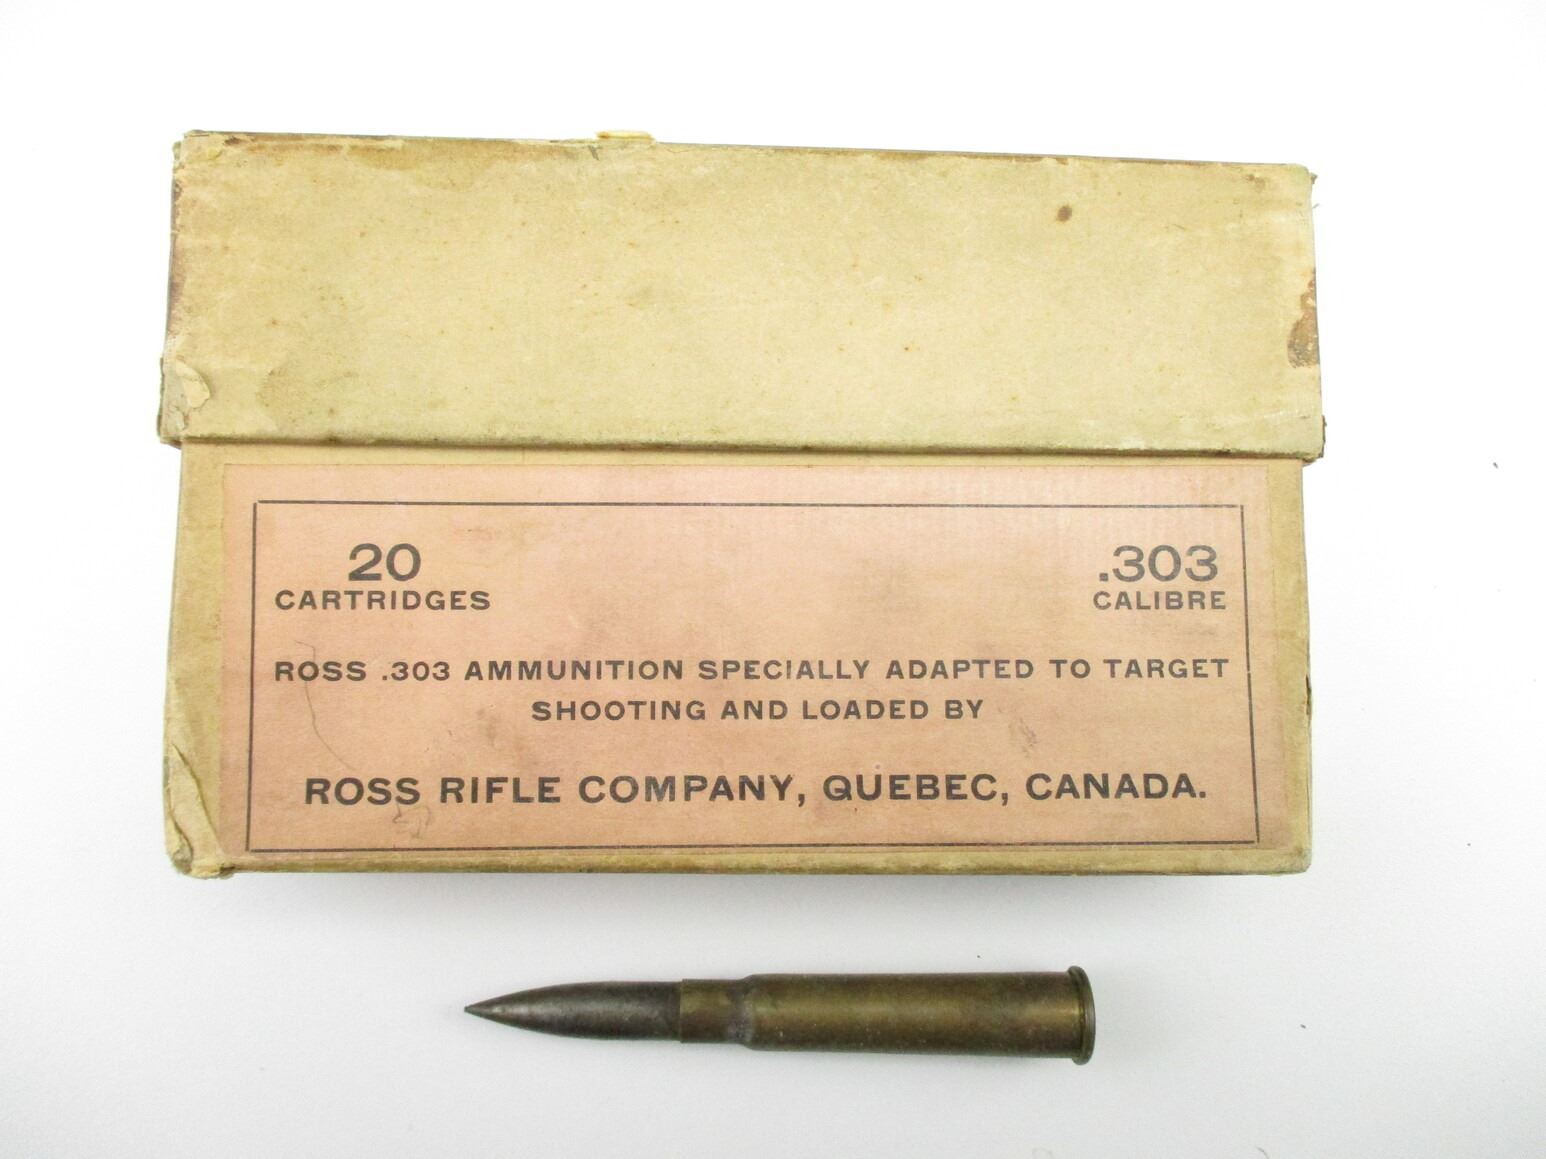 20
CARTRIDGES
.303
CALIBRE
ROSS .303 AMMUNITION SPECIALLY ADAPTED TO TARGET
SHOOTING AND LOADED BY
ROSS RIFLE COMPANY, QUEBEC, CANADA.